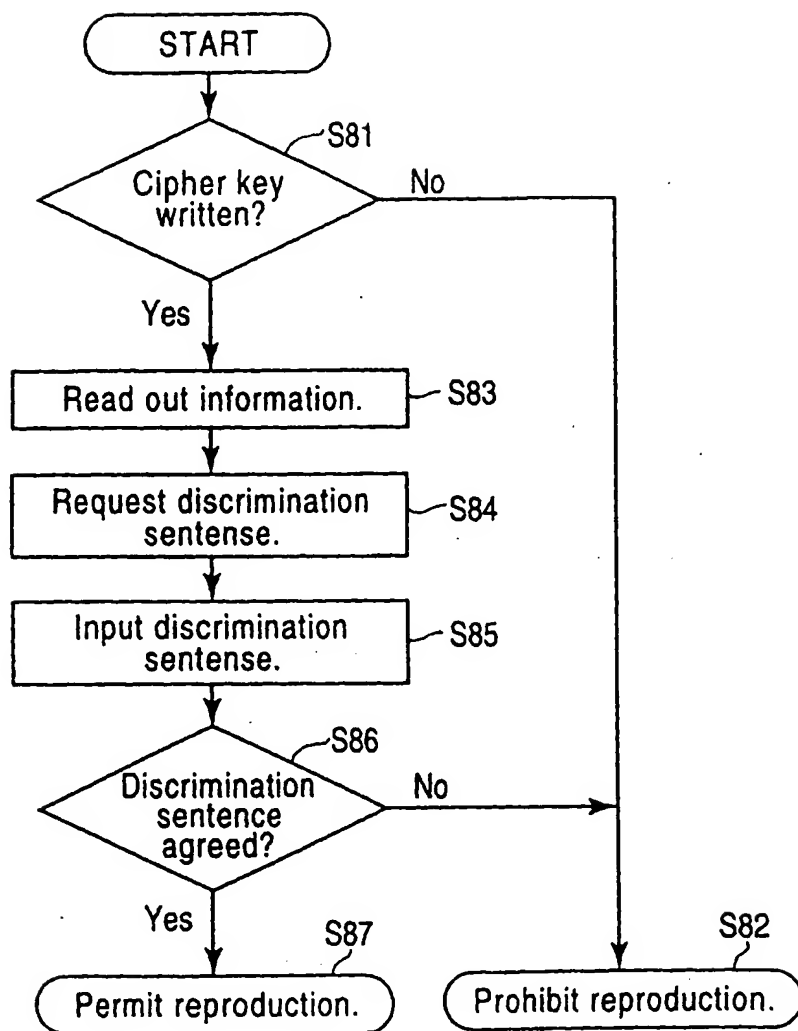 START
S81
Cipher key
written?
No
Yes
Read out information.
S83
Request discrimination
sentense.
S84
Input discrimination
sentense.
S85
S86
Discrimination
sentence
agreed?
No
Yes
S87
Permit reproduction.
S82
Prohibit reproduction.